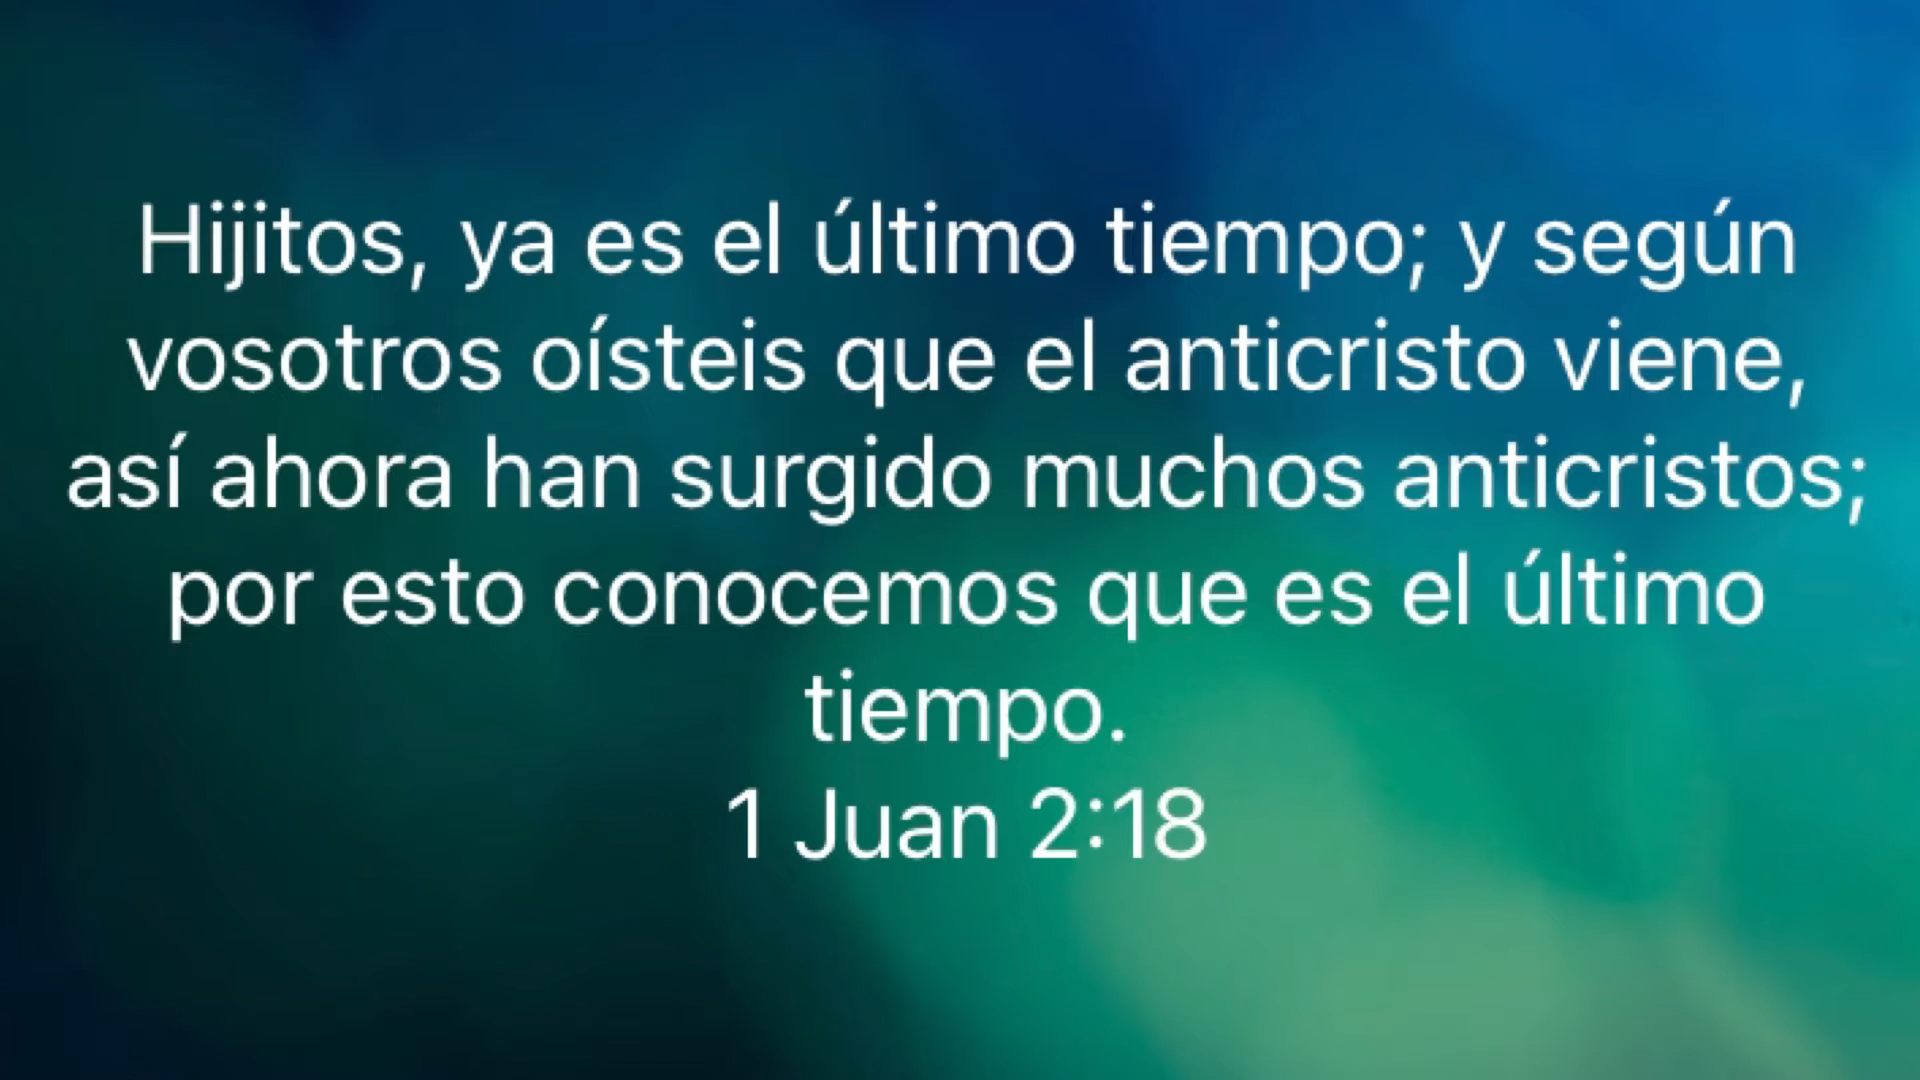 Hijitos, ya es el último tiempo; y según
vosotros oísteis que el anticristo viene,
así ahora han surgido muchos anticristos;
por esto conocemos que es el último
tiempo.
1 Juan 2:18